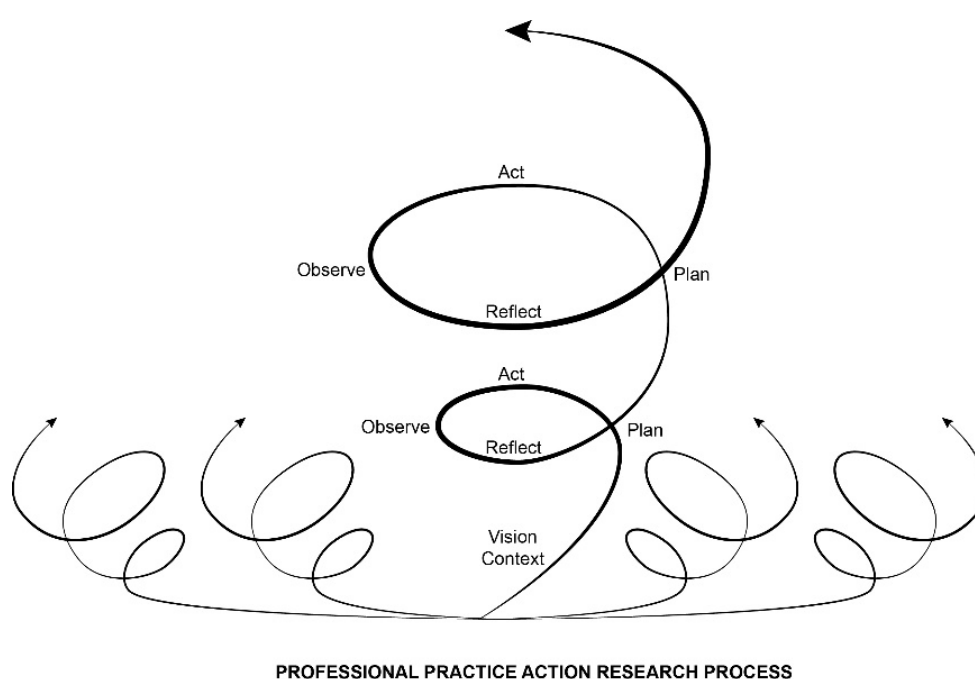 Act
Observe
Plan
Reflect
Act
Observe
Plan
Reflect
Vision
Context
PROFESSIONAL PRACTICE ACTION RESEARCH PROCESS